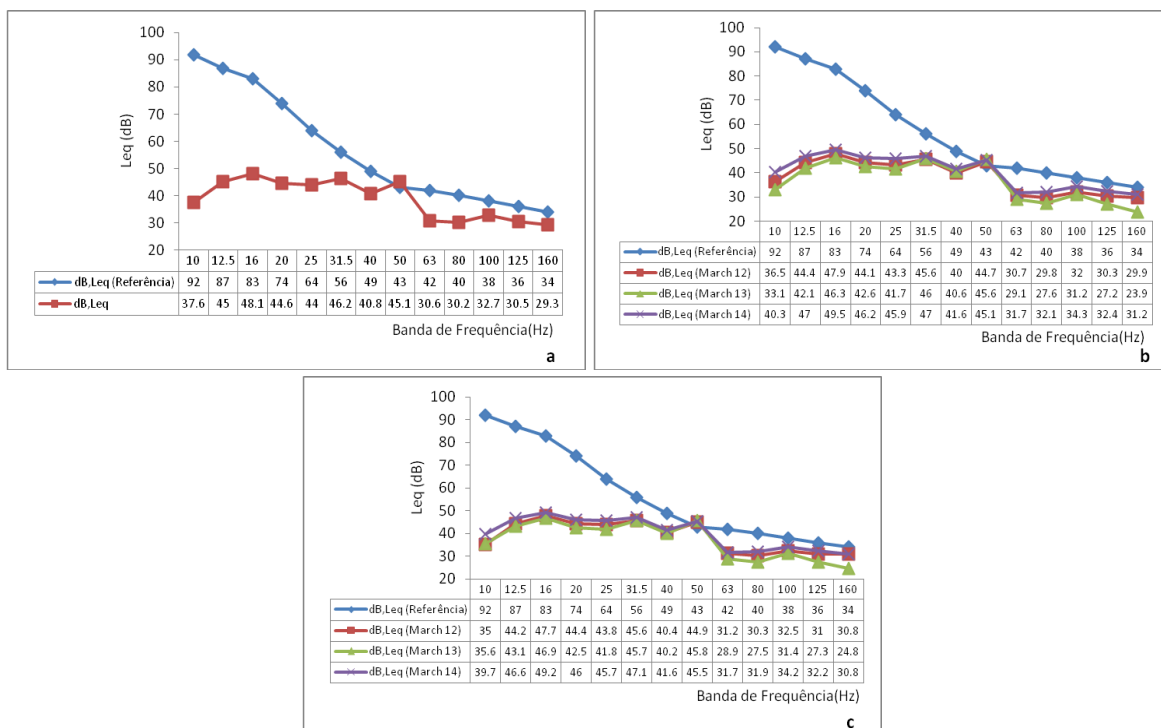 100
90
80
70
60
50
40
30
20
Leq (dB)
10 12.5 16 20 25 31.5 40 50 63 80 100 125 160
dB,Leq (Referência) 92 87 83 74 64 56 49 43 42 40 38 36 34
dB,Leq 37.6 45 48.1 44.6 44 46.2 40.8 45.1 30.6 30.2 32.7 30.5 29.3
Banda de Frequência(Hz)
a
100
90
80
70
60
50
40
30
20
Leq (dB)
10 12.5 16 20 25 31.5 40 50 63 80 100 125 160
dB,Leq (Referência) 92 87 83 74 64 56 49 43 42 40 38 36 34
dB,Leq (March 12) 36.5 44.4 47.9 44.1 43.3 45.6 40 44.7 30.7 29.8 32 30.3 29.9
dB,Leq (March 13) 33.1 42.1 46.3 42.6 41.7 46 40.6 45.6 29.1 27.6 31.2 27.2 23.9
dB,Leq (March 14) 40.3 47 49.5 46.2 45.9 47 41.6 45.1 31.7 32.1 34.3 32.4 31.2
Banda de Frequência(Hz)
b
100
90
80
70
60
50
40
30
20
Leq (dB)
10 12.5 16 20 25 31.5 40 50 63 80 100 125 160
dB,Leq (Referência) 92 87 83 74 64 56 49 43 42 40 38 36 34
dB,Leq (March 12) 35 44.2 47.7 44.4 43.8 45.6 40.4 44.9 31.2 30.3 32.5 31 30.8
dB,Leq (March 13) 35.6 43.1 46.9 42.5 41.8 45.7 40.2 45.8 28.9 27.5 31.4 27.3 24.8
dB,Leq (March 14) 39.7 46.6 49.2 46 45.7 47.1 41.6 45.5 31.7 31.9 34.2 32.2 30.8
Banda de Frequência(Hz)
c